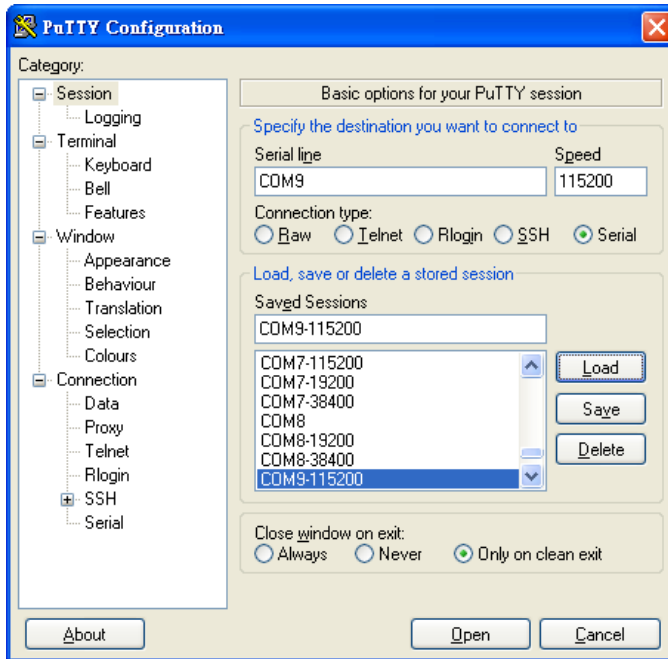 PuTTY Configuration
Category:
Session
Logging
Terminal
Keyboard
Bell
Features
Window
Appearance
Behaviour
Translation
Selection
Colours
Connection
Data
Proxy
Telnet
Rlogin
SSH
Serial
Basic options for your PuTTY session
Specify the destination you want to connect to
Serial line Speed
COM9 115200
Connection type:
Raw Telnet Rlogin SSH Serial
Load, save or delete a stored session
Saved Sessions
COM9-115200
COM7-115200
COM7-19200
COM7-38400
COM8
COM8-19200
COM8-38400
COM9-115200
Load
Save
Delete
Close window on exit:
Always Never Only on clean exit
About Open Cancel